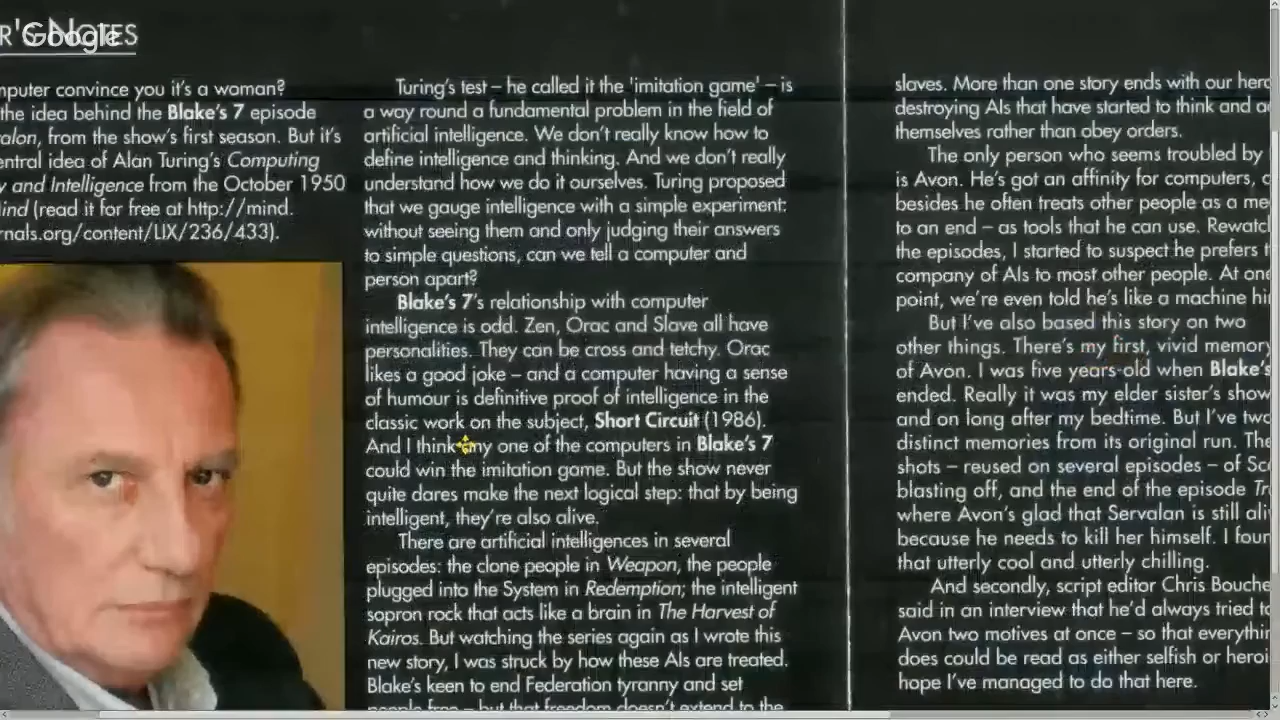 R'S NOTES
Google
mputer convince you it's a woman?
the idea behind the Blake's 7 episode
alon, from the show's first season. But it's
entral idea of Alan Turing's Computing
y and Intelligence from the October 1950
ind (read it for free at http://mind.
rnals.org/content/LIX/236/433).
Turing's test – he called it the 'imitation game' – is
a way round a fundamental problem in the field of
artificial intelligence. We don't really know how to
define intelligence and thinking. And we don't really
understand how we do it ourselves. Turing proposed
that we gauge intelligence with a simple experiment:
without seeing them and only judging their answers
to simple questions, can we tell a computer and
person apart?
Blake's 7's relationship with computer
intelligence is odd. Zen, Orac and Slave all have
personalities. They can be cross and tetchy. Orac
likes a good joke – and a computer having a sense
of humour is definitive proof of intelligence in the
classic work on the subject, Short Circuit (1986).
And I think my one of the computers in Blake's 7
could win the imitation game. But the show never
quite dares make the next logical step: that by being
intelligent, they're also alive.
There are artificial intelligences in several
episodes: the clone people in Weapon, the people
plugged into the System in Redemption; the intelligent
sopron rock that acts like a brain in The Harvest of
Kairos. But watching the series again as I wrote this
new story, I was struck by how these AIs are treated.
Blake's keen to end Federation tyranny and set
people free – but that freedom doesn't extend to the
slaves. More than one story ends with our hero
destroying AIs that have started to think and a
themselves rather than obey orders.
The only person who seems troubled by
is Avon. He's got an affinity for computers, a
besides he often treats other people as a me
to an end – as tools that he can use. Rewatc
the episodes, I started to suspect he prefers t
company of AIs to most other people. At one
point, we're even told he's like a machine hi
But I've also based this story on two
other things. There's my first, vivid memory
of Avon. I was five years-old when Blake's
ended. Really it was my elder sister's show
and on long after my bedtime. But I've two
distinct memories from its original run. The
shots – reused on several episodes – of Sc
blasting off, and the end of the episode Tr
where Avon's glad that Servalan is still ali
because he needs to kill her himself. I foun
that utterly cool and utterly chilling.
And secondly, script editor Chris Bouche
said in an interview that he'd always tried to
Avon two motives at once – so that everythin
does could be read as either selfish or heroi
hope I've managed to do that here.